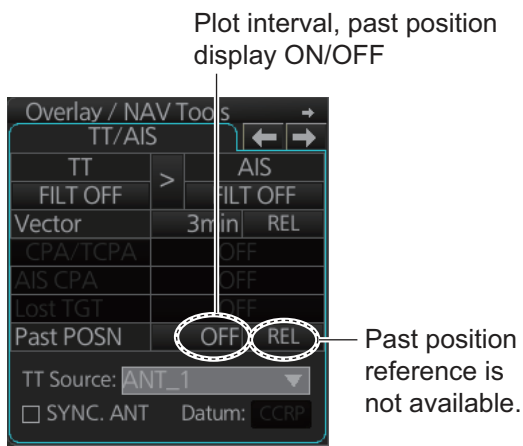 Plot interval, past position
display ON/OFF
Overlay / NAV Tools
TT/AIS
TT > AIS
FILT OFF FILT OFF
Vector 3min REL
CPA/TCPA OFF
AIS CPA OFF
Lost TGT OFF
Past POSN OFF REL
Past position
reference is
not available.
TT Source: ANT_1
SYNC. ANT Datum: CCRP